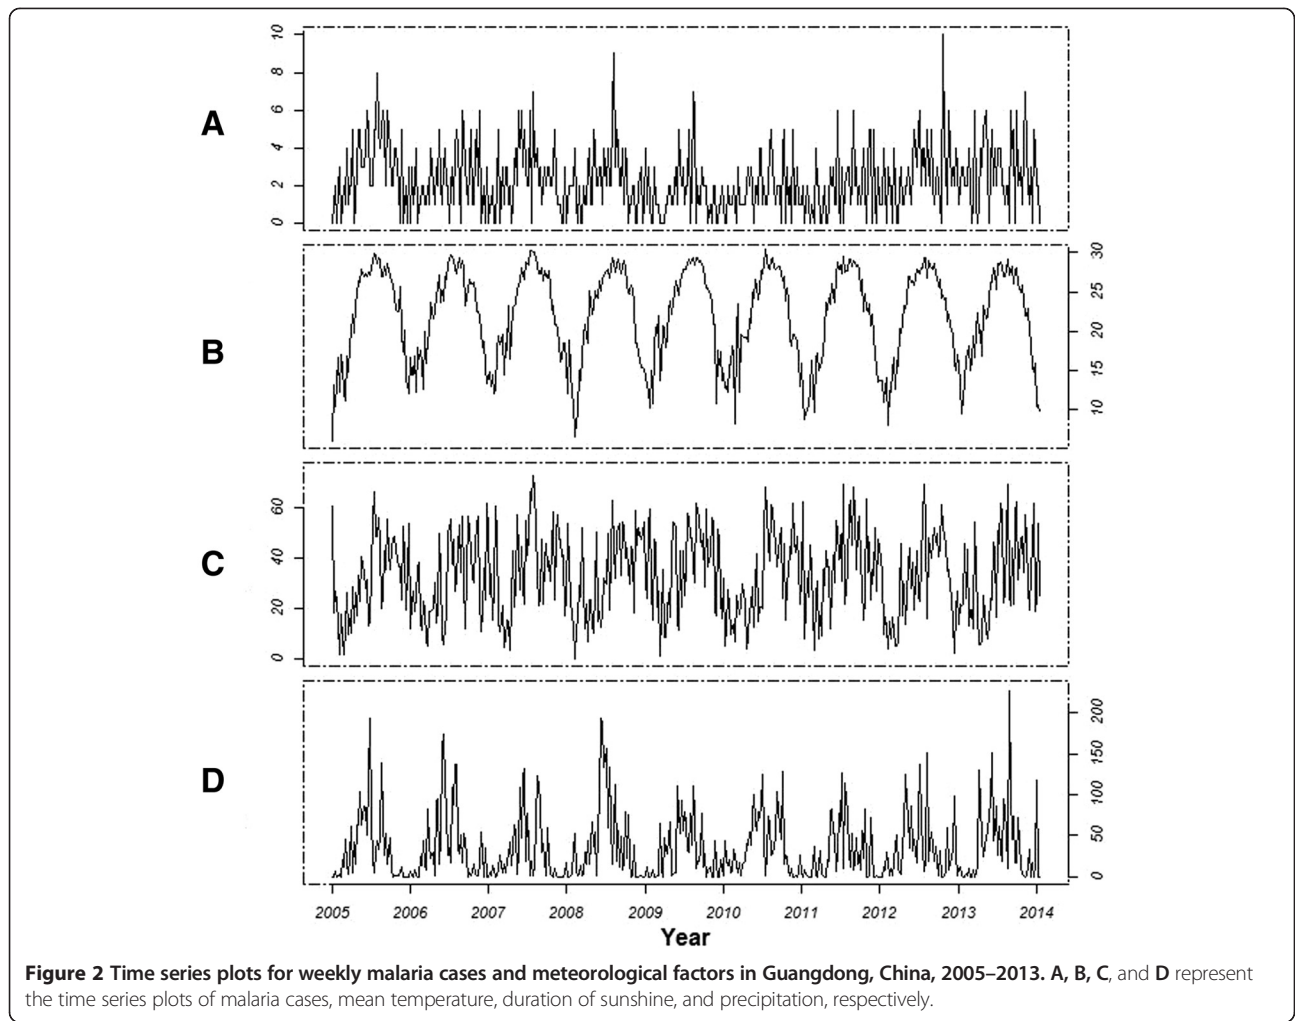 A
10
8
6
4
2
0
B
30
25
20
15
10
C
60
40
20
0
D
200
150
100
50
0
2005 2006 2007 2008 2009 2010 2011 2012 2013 2014
Year
Figure 2 Time series plots for weekly malaria cases and meteorological factors in Guangdong, China, 2005–2013. A, B, C, and D represent
the time series plots of malaria cases, mean temperature, duration of sunshine, and precipitation, respectively.